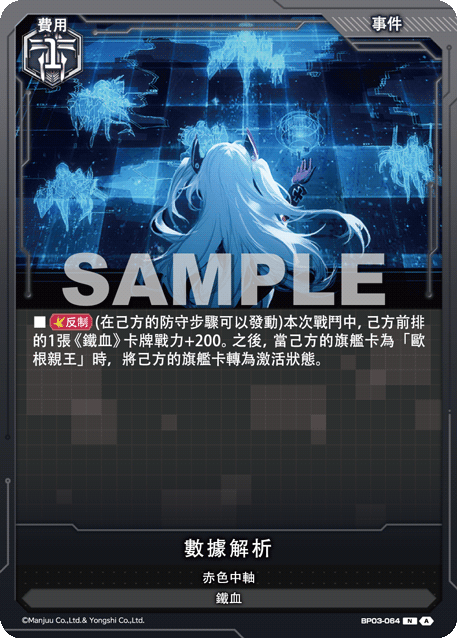 費用
事件
1
SAMPLE
■ 反制 (在己方的防守步驟可以發動)本次戰鬥中, 己方前排
的1張《鐵血》卡牌戰力+200。之後, 當己方的旗艦卡為「歐
根親王」時, 將己方的旗艦卡轉為激活狀態。
數據解析
赤色中軸
鐵血
©Manjuu Co.,Ltd.& Yongshi Co.,Ltd.
BP03-064 N A